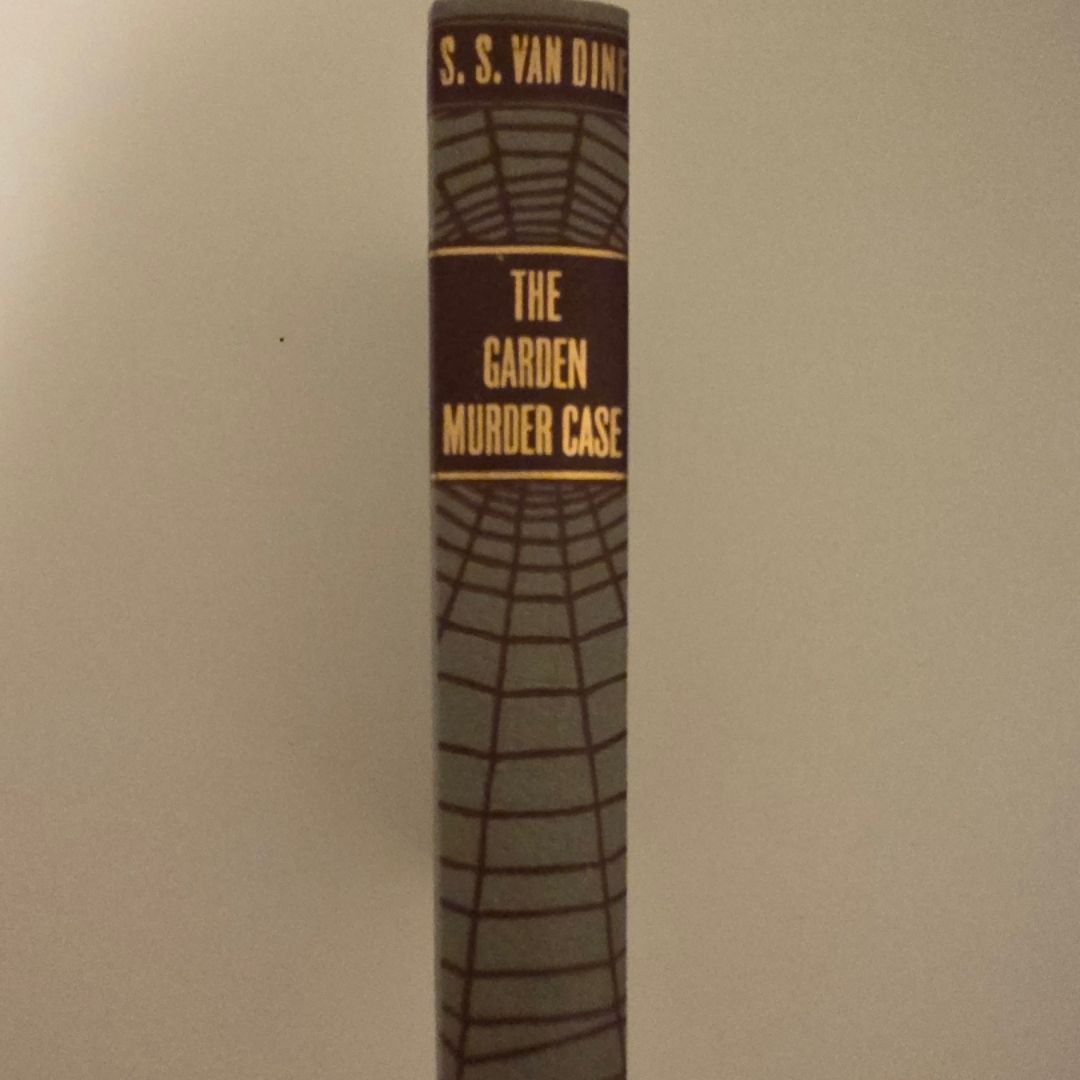 S. S. VAN DINE
THE
GARDEN
MURDER CASE